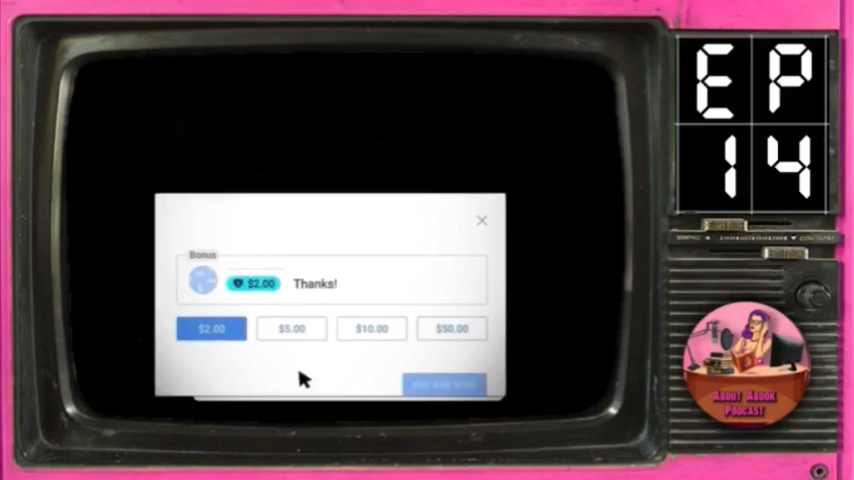 EP
14
Bonus
$2.00 Thanks!
$2.00 $5.00 $10.00 $50.00
About Abook
Podcast